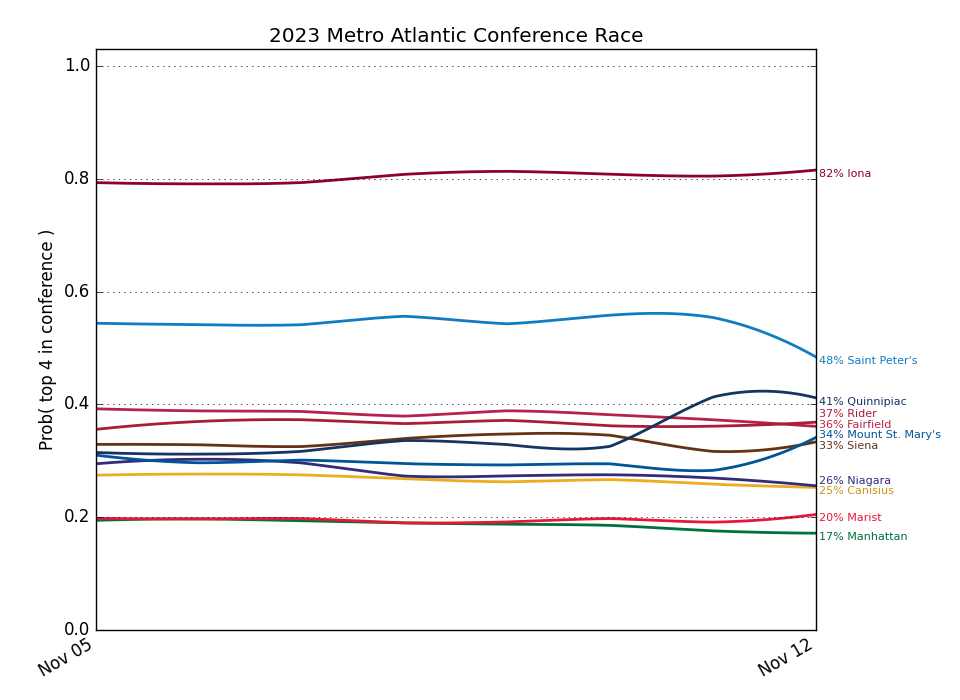 2023 Metro Atlantic Conference Race
Prob( top 4 in conference )
1.0
0.8
0.6
0.4
0.2
0.0
Nov 05
Nov 12
82% Iona
48% Saint Peter's
41% Quinnipiac
37% Rider
36% Fairfield
34% Mount St. Mary's
33% Siena
26% Niagara
25% Canisius
20% Marist
17% Manhattan